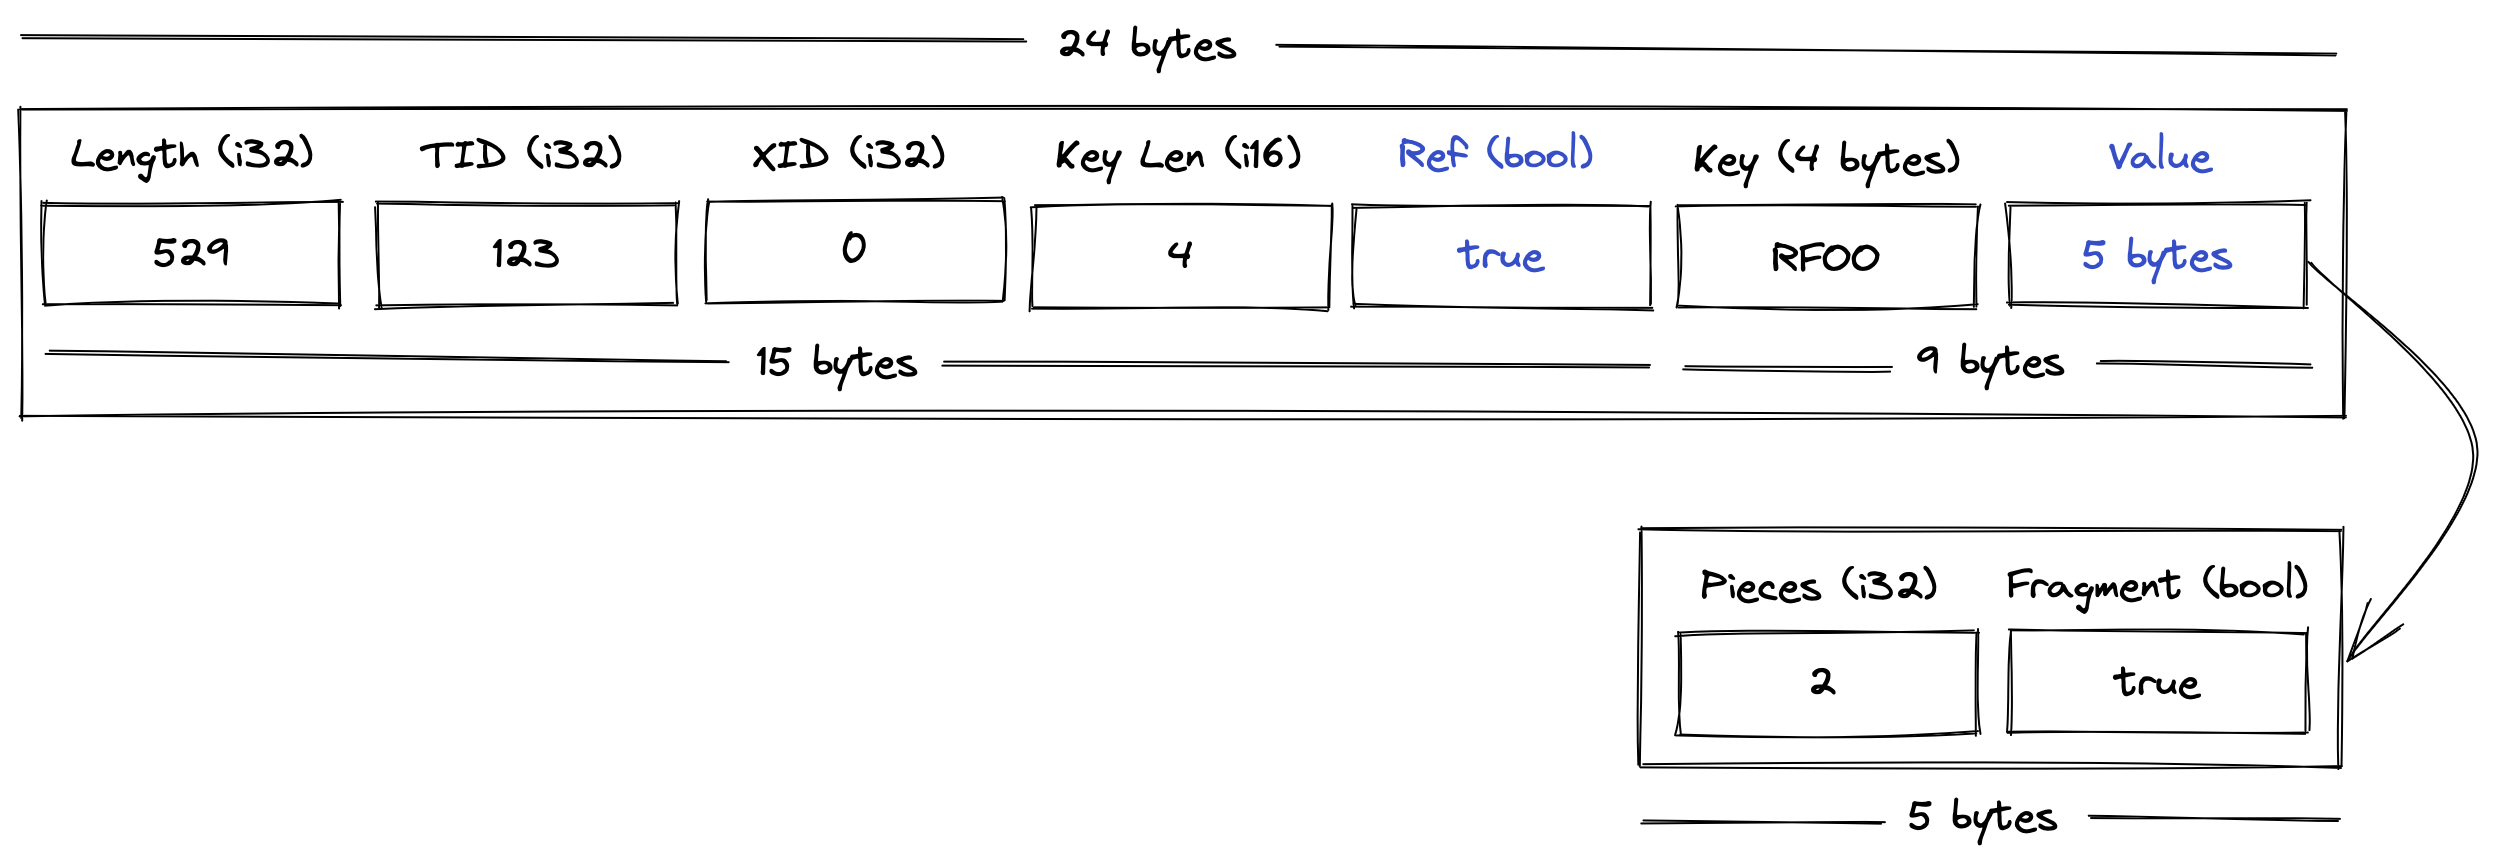 24 bytes
Length (i32) TID (i32) XID (i32) Key Len (i16) Ref (bool) Key (4 bytes) Value
529 123 0 4 true RF00 5 bytes
15 bytes 9 bytes
Pieces (i32) Fragment (bool)
2 true
5 bytes